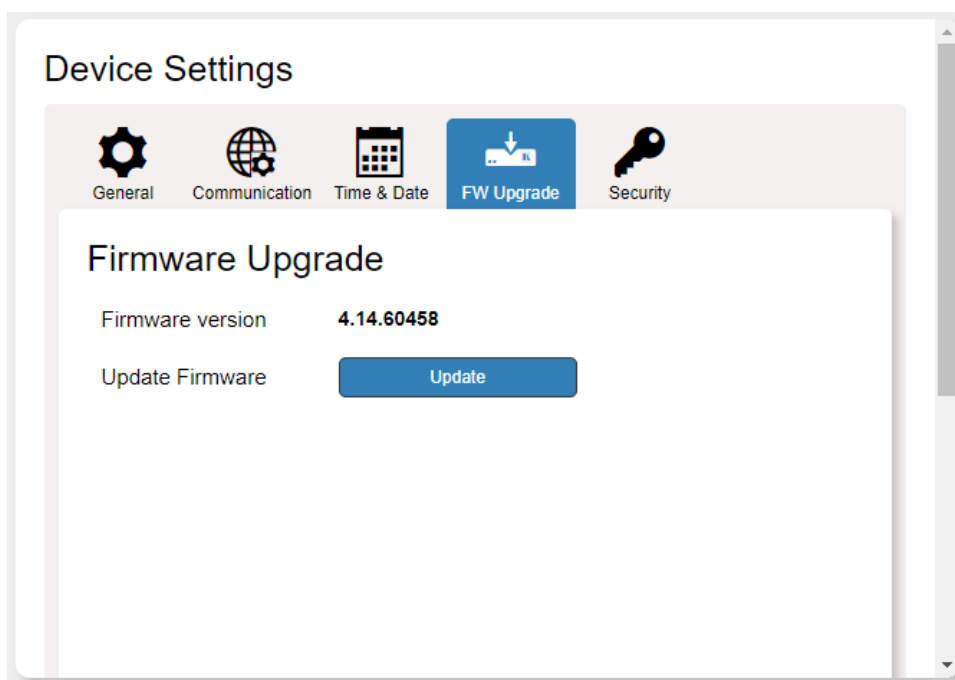 Device Settings
General Communication Time & Date FW Upgrade Security
Firmware Upgrade
Firmware version 4.14.60458
Update Firmware Update